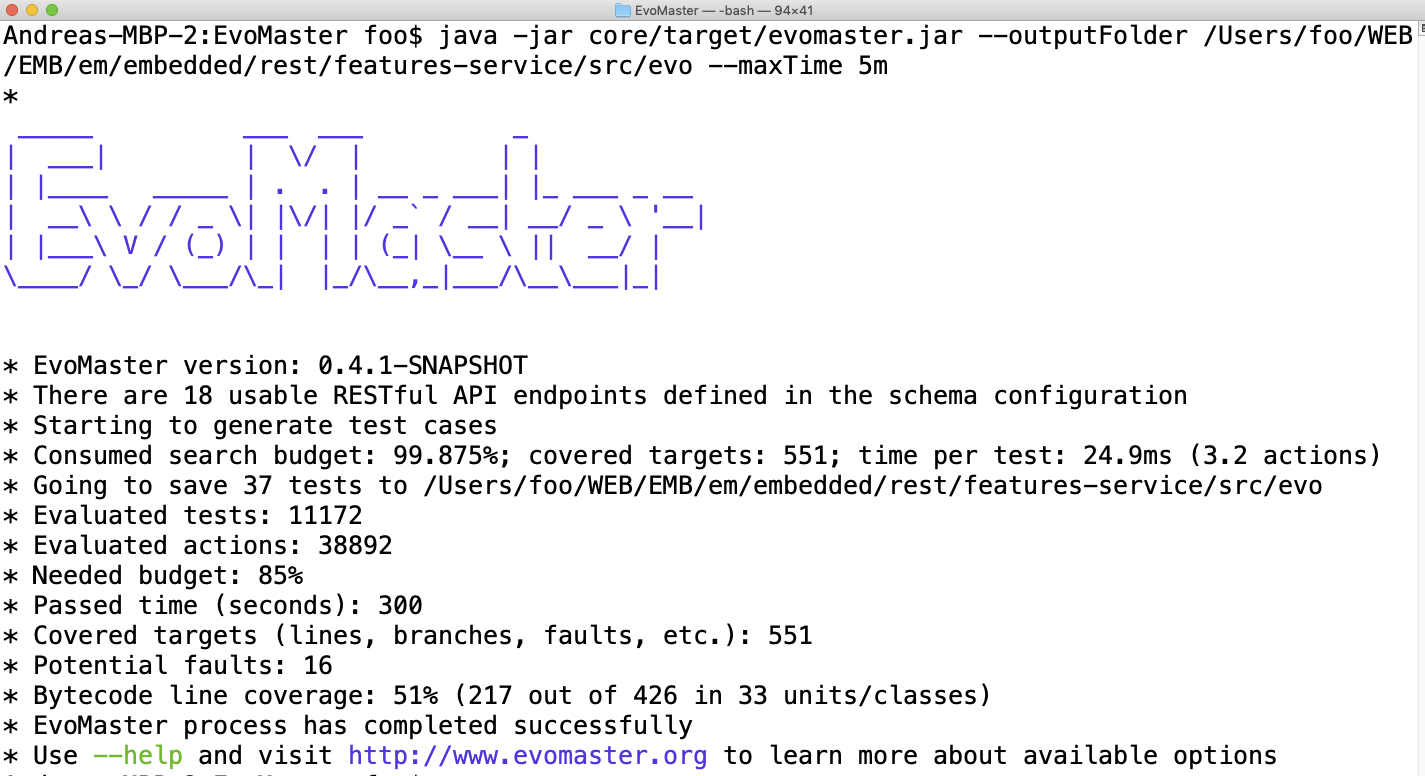 EvoMaster — -bash — 94×41
Andreas-MBP-2:EvoMaster foo$ java -jar core/target/evomaster.jar --outputFolder /Users/foo/WEB
/EMB/em/embedded/rest/features-service/src/evo --maxTime 5m
*
EvoMaster
* EvoMaster version: 0.4.1-SNAPSHOT
* There are 18 usable RESTful API endpoints defined in the schema configuration
* Starting to generate test cases
* Consumed search budget: 99.875%; covered targets: 551; time per test: 24.9ms (3.2 actions)
* Going to save 37 tests to /Users/foo/WEB/EMB/em/embedded/rest/features-service/src/evo
* Evaluated tests: 11172
* Evaluated actions: 38892
* Needed budget: 85%
* Passed time (seconds): 300
* Covered targets (lines, branches, faults, etc.): 551
* Potential faults: 16
* Bytecode line coverage: 51% (217 out of 426 in 33 units/classes)
* EvoMaster process has completed successfully
* Use --help and visit http://www.evomaster.org to learn more about available options